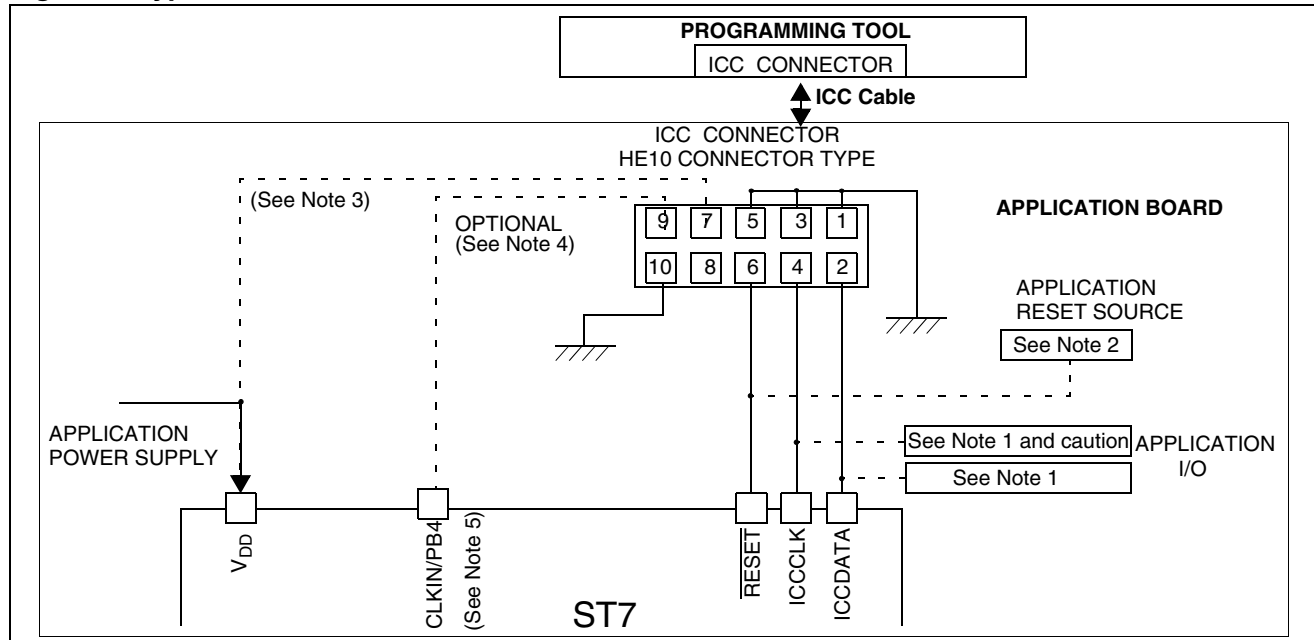 PROGRAMMING TOOL
ICC CONNECTOR
ICC Cable
ICC CONNECTOR
HE10 CONNECTOR TYPE
(See Note 3)
OPTIONAL
(See Note 4)
9 7 5 3 1
10 8 6 4 2
APPLICATION BOARD
APPLICATION
RESET SOURCE
See Note 2
APPLICATION
POWER SUPPLY
See Note 1 and caution
See Note 1
APPLICATION
I/O
VDD
CLKIN/PB4
(See Note 5)
RESET
ICCCLK
ICCDATA
ST7